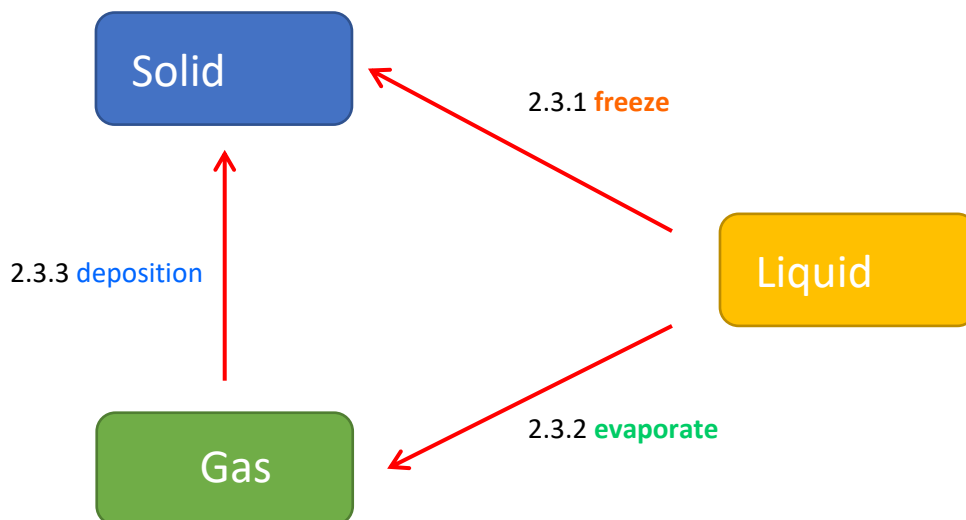 Solid
2.3.1 freeze
2.3.3 deposition
Liquid
2.3.2 evaporate
Gas